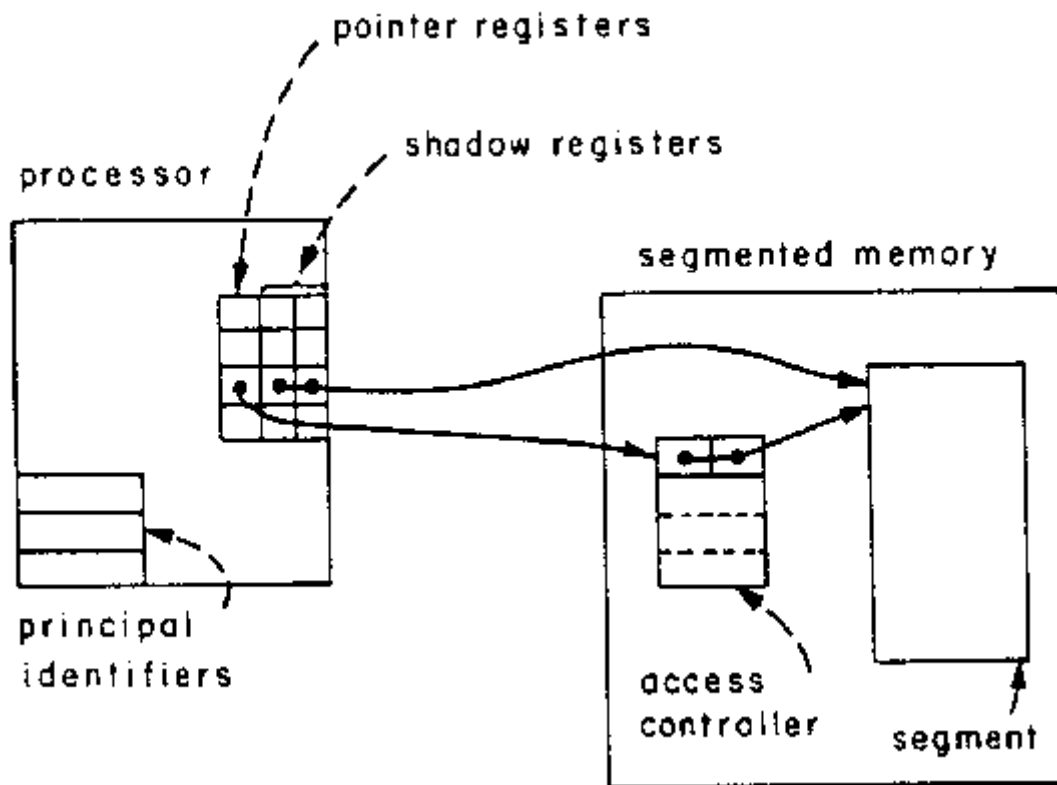 pointer registers
shadow registers
processor
segmented memory
principal
identifiers
access
controller
segment